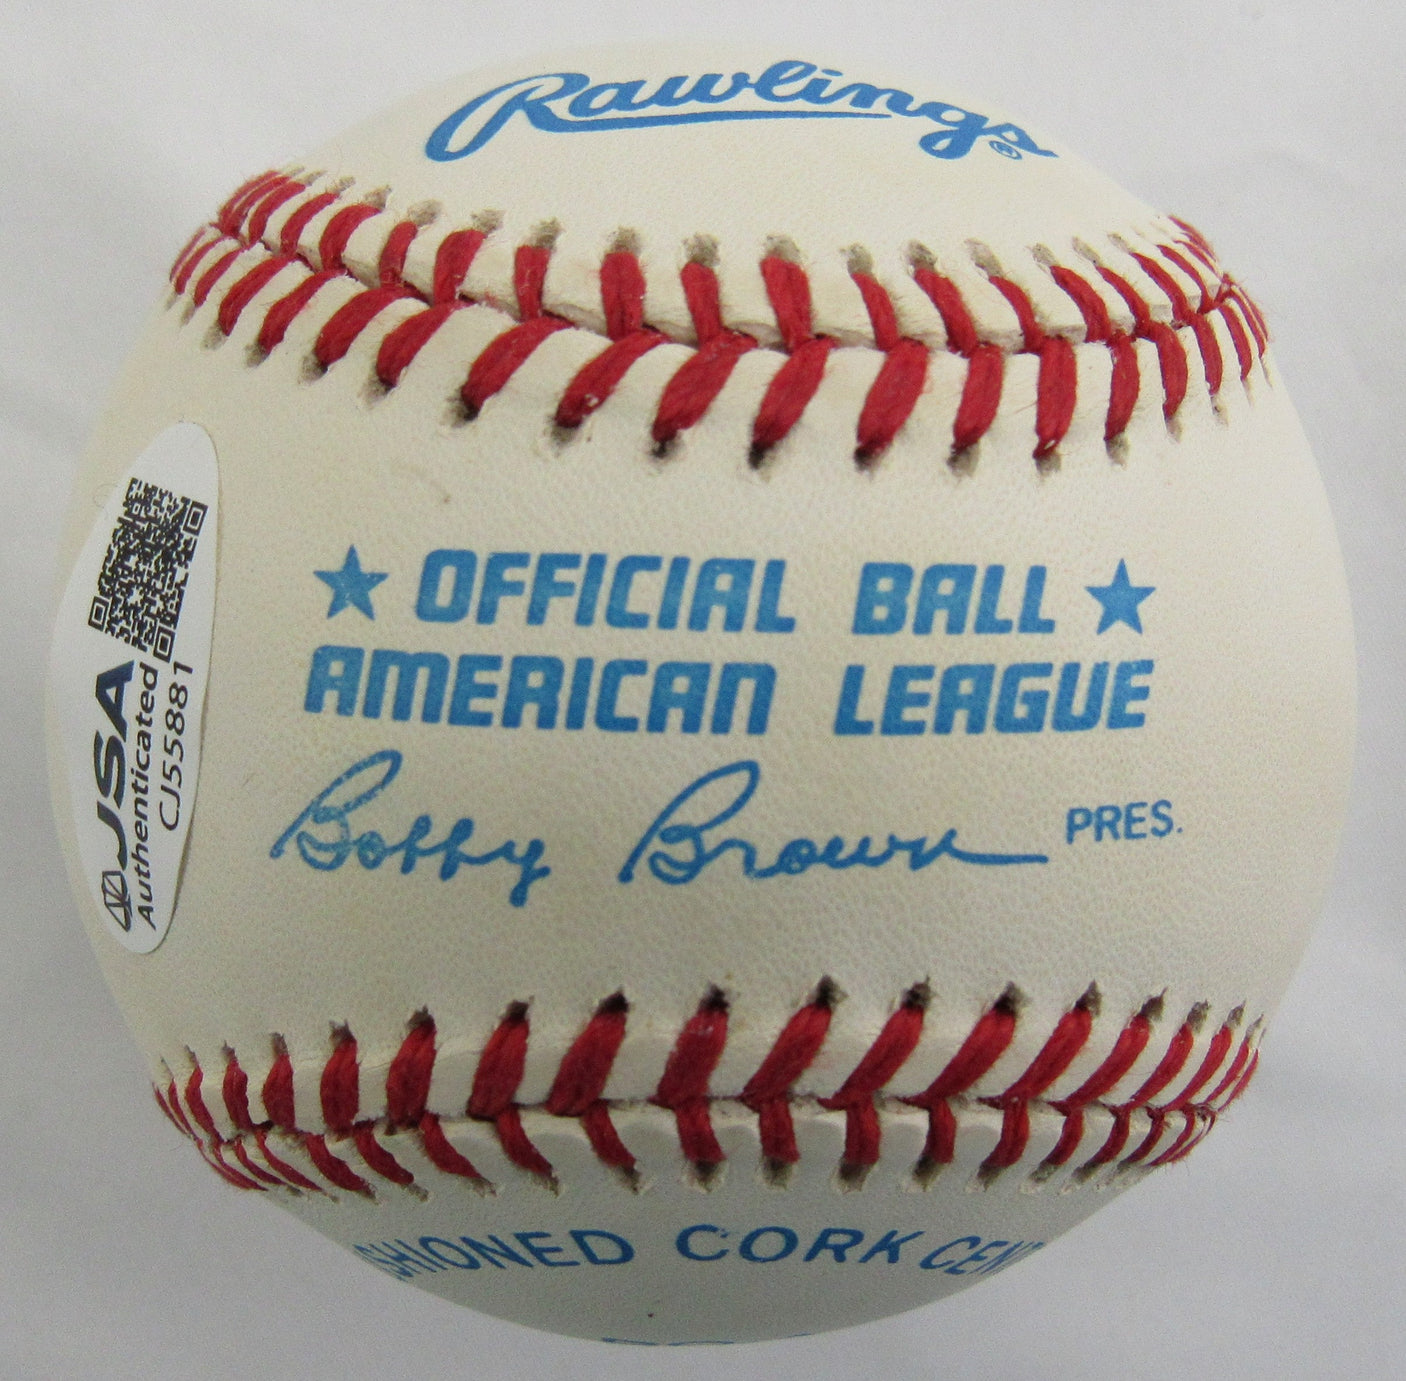 Rawlings®
★ OFFICIAL BALL ★
AMERICAN LEAGUE
Bobby Brown PRES.
JSA
Authenticated
CJ55881
SHIONED CORK CEN